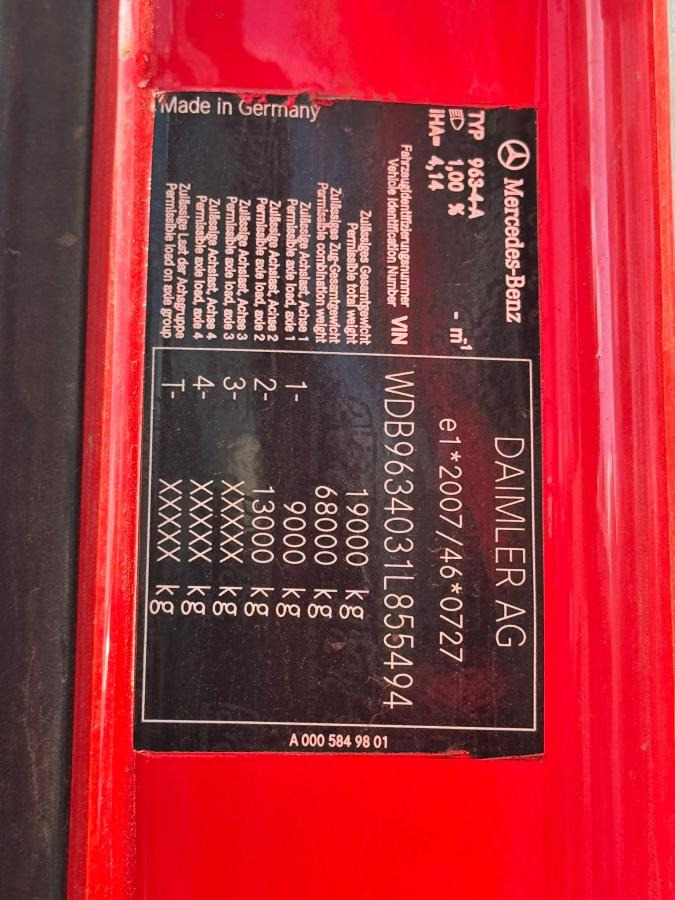 Mercedes-Benz
DAIMLER AG
TYP 963-4-A
1,00 % - m-1
iHA= 4,14
e1*2007/46*0727
Fahrzeugidentifizierungsnummer
Vehicle Identification Number VIN WDB9634031L855494
Zulässiges Gesamtgewicht
Permissible total weight 19000 kg
Zulässiges Zug-Gesamtgewicht
Permissible combination weight 68000 kg
Zulässige Achslast, Achse 1
Permissible axle load, axle 1 1- 9000 kg
Zulässige Achslast, Achse 2
Permissible axle load, axle 2 2- 13000 kg
Zulässige Achslast, Achse 3
Permissible axle load, axle 3 3- XXXXX kg
Zulässige Achslast, Achse 4
Permissible axle load, axle 4 4- XXXXX kg
Zulässige Last der Achsgruppe
Permissible load on axle group T- XXXXX kg
Made in Germany
A 000 584 98 01